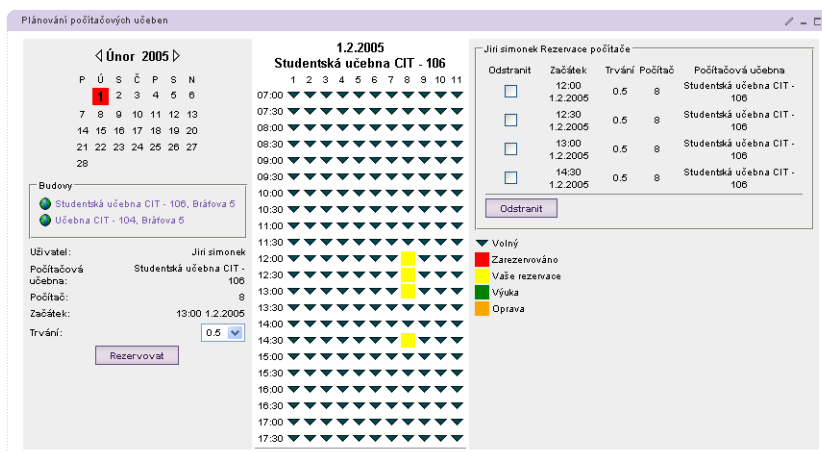 Plánování počítačových učeben
Únor 2005
P Ú S Č P S N
1 2 3 4 5 6
7 8 9 10 11 12 13
14 15 16 17 18 19 20
21 22 23 24 25 26 27
28
Budovy
Studentská učebna CIT - 106, Bráfova 5
Učebna CIT - 104, Bráfova 5
Uživatel: Jiri simonek
Počítačová učebna: Studentská učebna CIT - 106
Počítač: 8
Začátek: 13:00 1.2.2005
Trvání: 0.5
Rezervovat
1.2.2005
Studentská učebna CIT - 106
1 2 3 4 5 6 7 8 9 10 11
07:00
07:30
08:00
08:30
09:00
09:30
10:00
10:30
11:00
11:30
12:00
12:30
13:00
13:30
14:00
14:30
15:00
15:30
16:00
16:30
17:00
17:30
Jiri simonek Rezervace počítače
Odstranit Začátek Trvání Počítač Počítačová učebna
12:00 1.2.2005 0.5 8 Studentská učebna CIT - 106
12:30 1.2.2005 0.5 8 Studentská učebna CIT - 106
13:00 1.2.2005 0.5 8 Studentská učebna CIT - 106
14:30 1.2.2005 0.5 8 Studentská učebna CIT - 106
Odstranit
Volný
Zarezervováno
Vaše rezervace
Výuka
Oprava